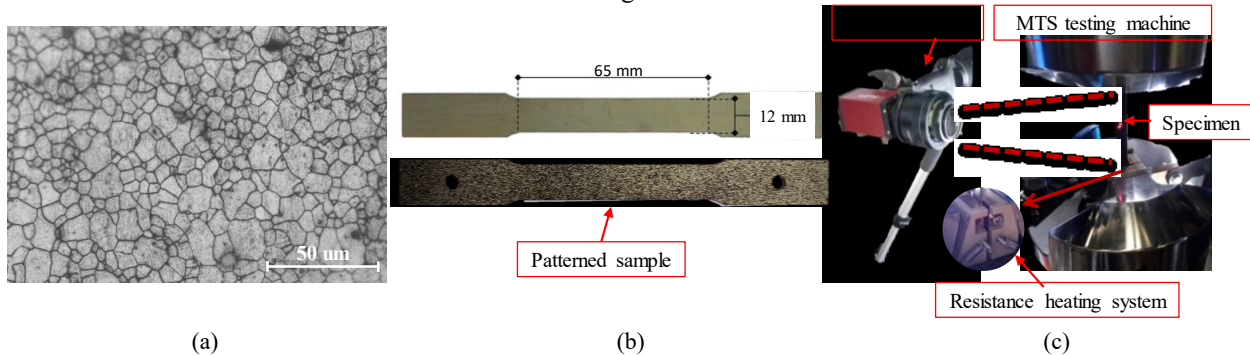 MTS testing machine
65 mm
12 mm
Specimen
50 um
Patterned sample
Resistance heating system
(a)
(b)
(c)